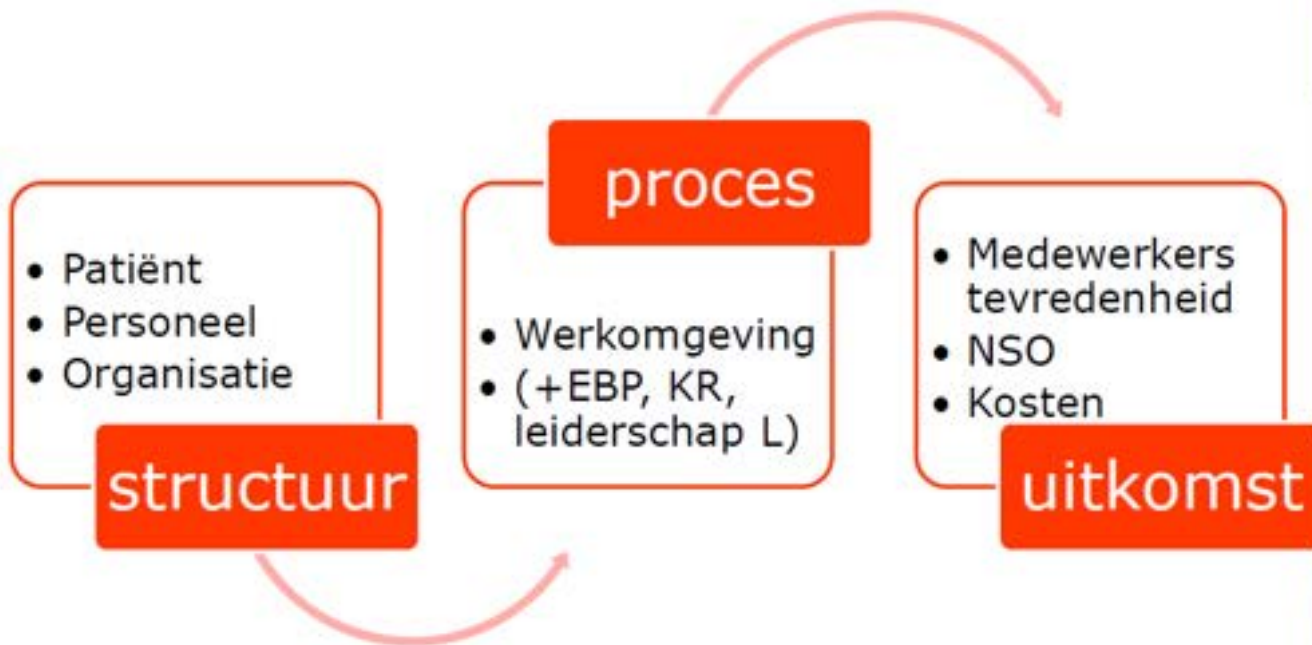 • Patiënt
• Personeel
• Organisatie
structuur
proces
• Werkomgeving
• (+EBP, KR,
leiderschap L)
• Medewerkers
tevredenheid
• NSO
• Kosten
uitkomst